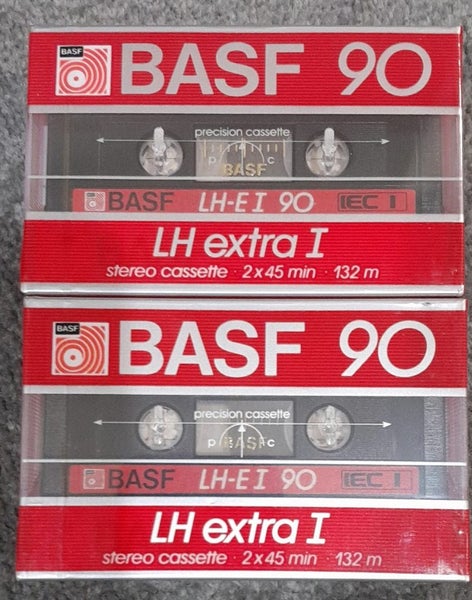 BASF BASF 90
precision cassette
p c
BASF
BASF LH-E I 90 IEC I
LH extra I
stereo cassette · 2 x 45 min · 132 m
BASF BASF 90
precision cassette
p c
BASF
BASF LH-E I 90 IEC I
LH extra I
stereo cassette · 2 x 45 min · 132 m